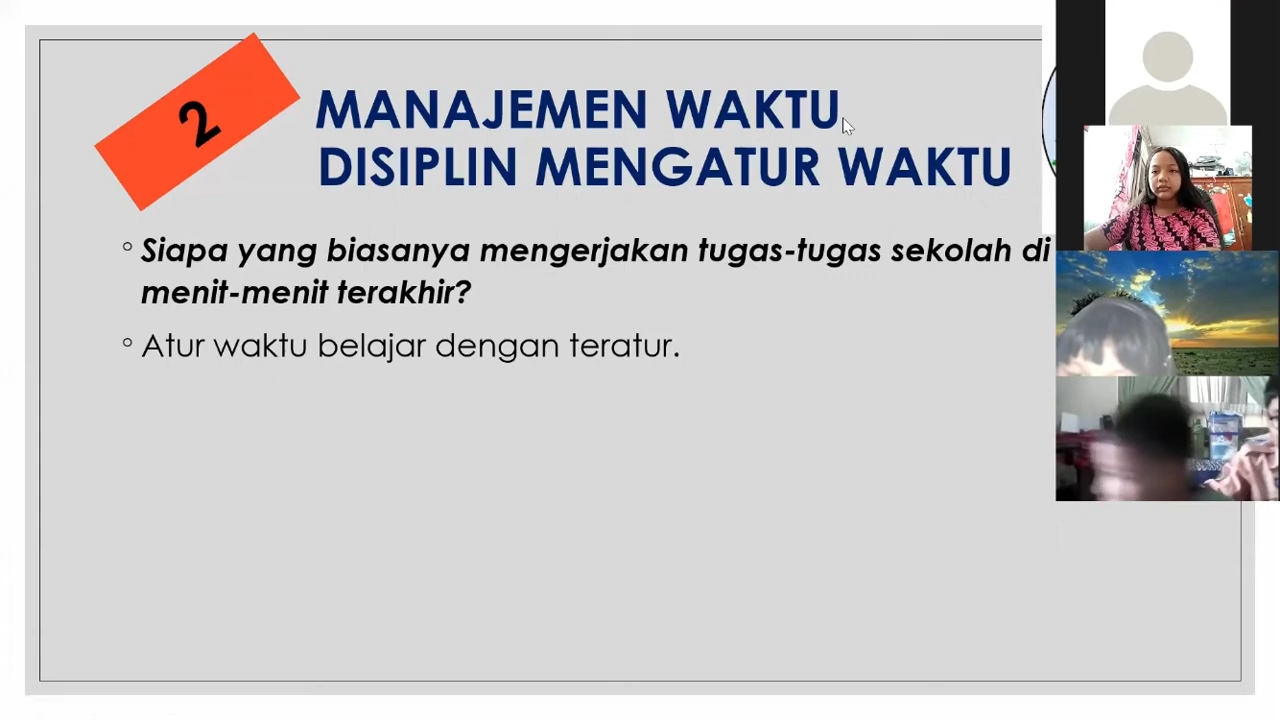 2
MANAJEMEN WAKTU
DISIPLIN MENGATUR WAKTU
Siapa yang biasanya mengerjakan tugas-tugas sekolah di
menit-menit terakhir?
Atur waktu belajar dengan teratur.